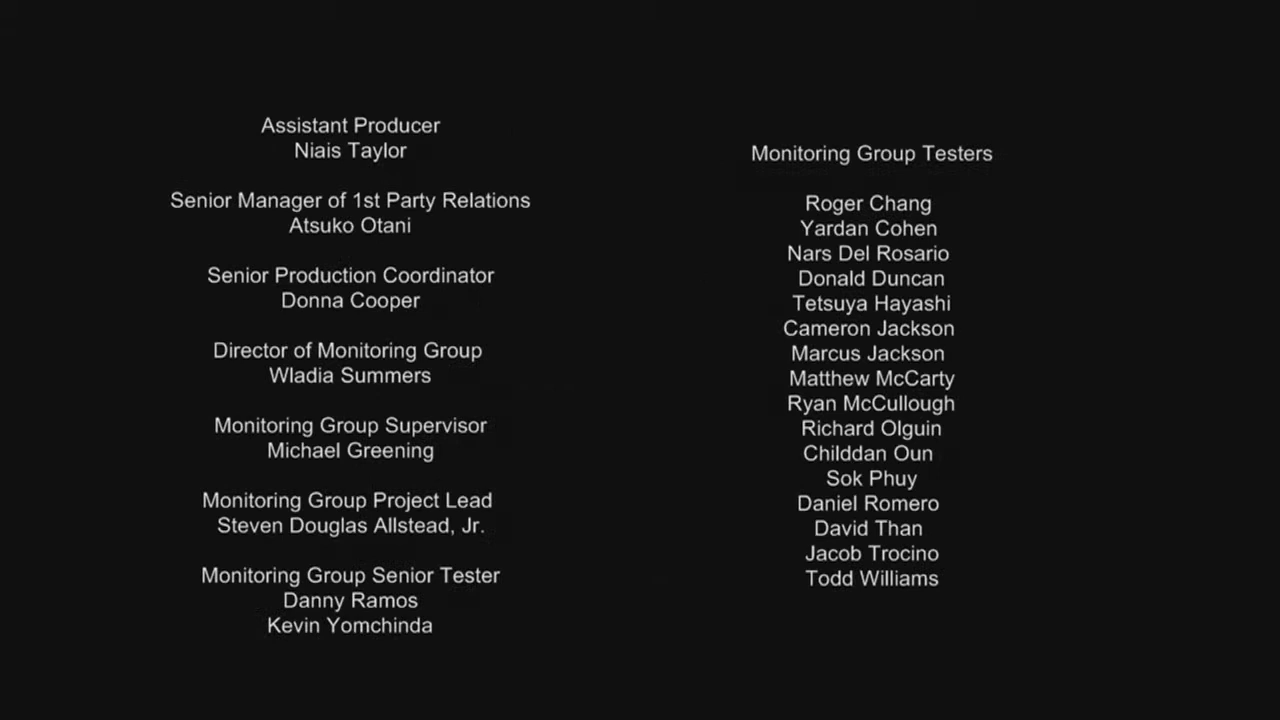 Assistant Producer
Niais Taylor
Senior Manager of 1st Party Relations
Atsuko Otani
Senior Production Coordinator
Donna Cooper
Director of Monitoring Group
Wladia Summers
Monitoring Group Supervisor
Michael Greening
Monitoring Group Project Lead
Steven Douglas Allstead, Jr.
Monitoring Group Senior Tester
Danny Ramos
Kevin Yomchinda
Monitoring Group Testers
Roger Chang
Yardan Cohen
Nars Del Rosario
Donald Duncan
Tetsuya Hayashi
Cameron Jackson
Marcus Jackson
Matthew McCarty
Ryan McCullough
Richard Olguin
Childdan Oun
Sok Phuy
Daniel Romero
David Than
Jacob Trocino
Todd Williams